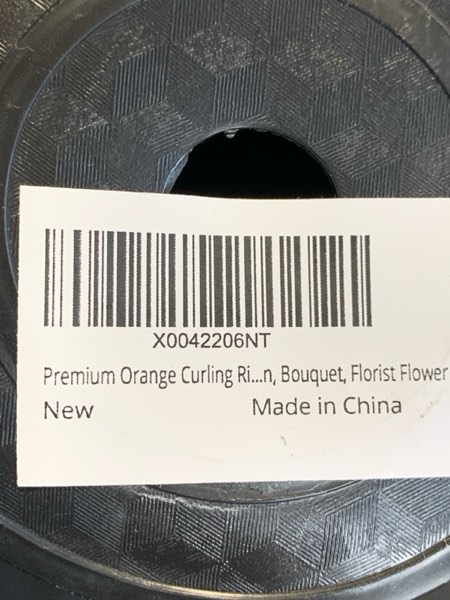 X0042206NT
Premium Orange Curling Ri...n, Bouquet, Florist Flower
New
Made in China